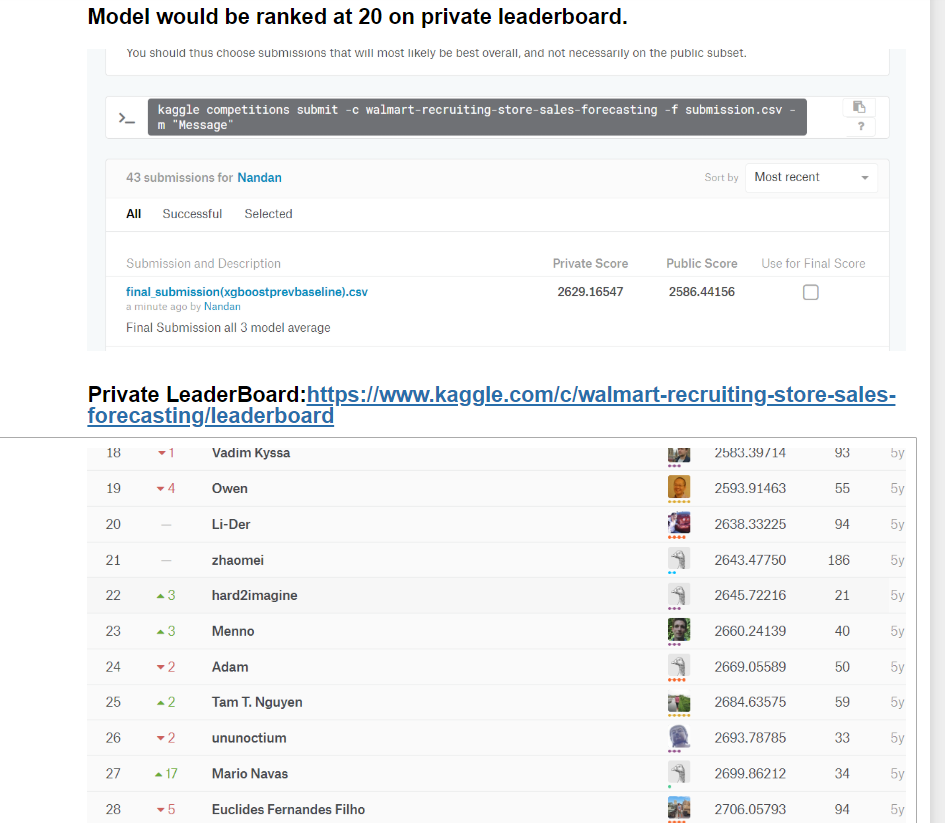 Model would be ranked at 20 on private leaderboard.
You should thus choose submissions that will most likely be best overall, and not necessarily on the public subset.
>_ kaggle competitions submit -c walmart-recruiting-store-sales-forecasting -f submission.csv -
m "Message"
?
43 submissions for Nandan Sort by Most recent
All Successful Selected
Submission and Description Private Score Public Score Use for Final Score
final_submission(xgboostprevbaseline).csv 2629.16547 2586.44156
a minute ago by Nandan
Final Submission all 3 model average
Private LeaderBoard:https://www.kaggle.com/c/walmart-recruiting-store-sales-
forecasting/leaderboard
18 1 Vadim Kyssa 2583.39714 93 5y
19 4 Owen 2593.91463 55 5y
20 — Li-Der 2638.33225 94 5y
21 — zhaomei 2643.47750 186 5y
22 3 hard2imagine 2645.72216 21 5y
23 3 Menno 2660.24139 40 5y
24 2 Adam 2669.05589 50 5y
25 2 Tam T. Nguyen 2684.63575 59 5y
26 2 ununoctium 2693.78785 33 5y
27 17 Mario Navas 2699.86212 34 5y
28 5 Euclides Fernandes Filho 2706.05793 94 5y